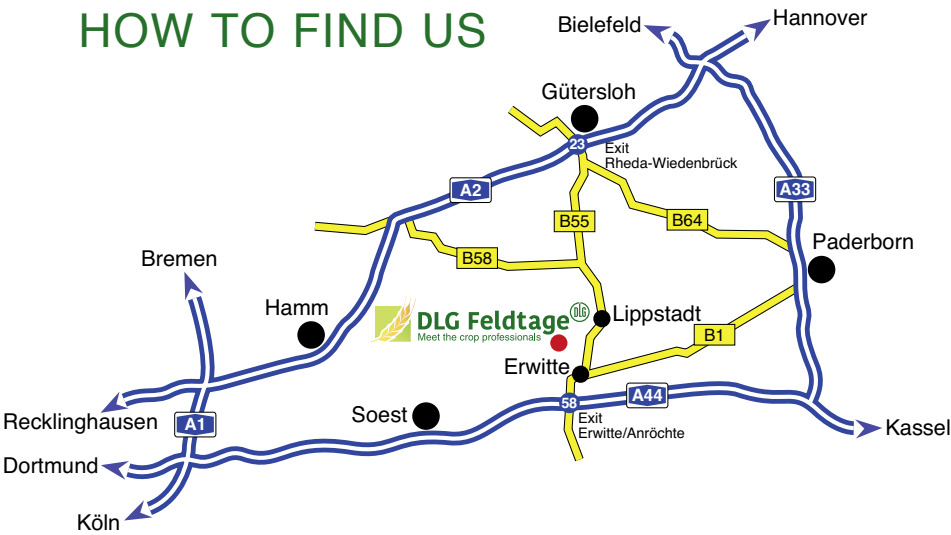 HOW TO FIND US
Bielefeld
Hannover
Gütersloh
23
Exit
Rheda-Wiedenbrück
A2
A33
B55
B64
Paderborn
B58
Bremen
Hamm
DLG Feldtage
DLG
Meet the crop professionals
Lippstadt
B1
Erwitte
Recklinghausen
A1
Soest
58
A44
Exit
Erwitte/Anröchte
Kassel
Dortmund
Köln